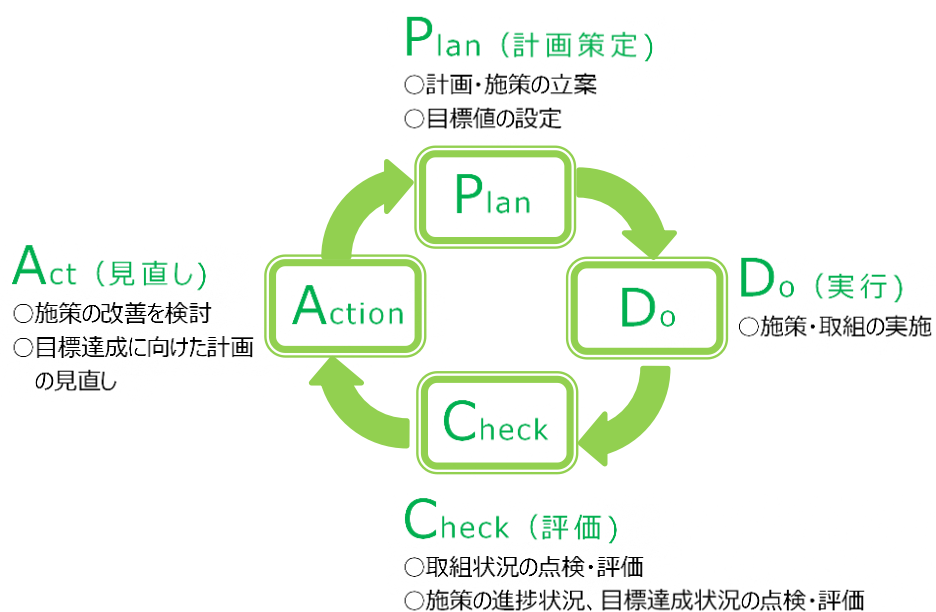 Plan（計画策定）
○計画・施策の立案
○目標値の設定
Plan
Act（見直し）
○施策の改善を検討
○目標達成に向けた計画
の見直し
Action
Do
Do（実行）
○施策・取組の実施
Check
Check（評価）
○取組状況の点検・評価
○施策の進捗状況、目標達成状況の点検・評価